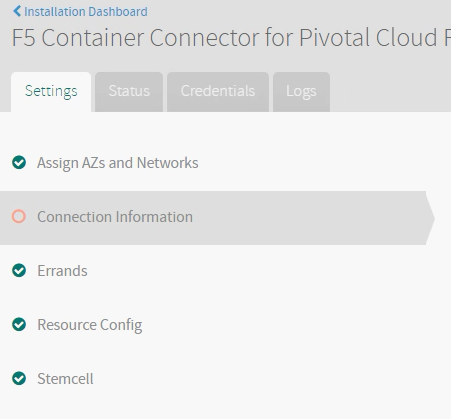 Installation Dashboard
F5 Container Connector for Pivotal Cloud
Settings Status Credentials Logs
Assign AZs and Networks
Connection Information
Errands
Resource Config
Stemcell